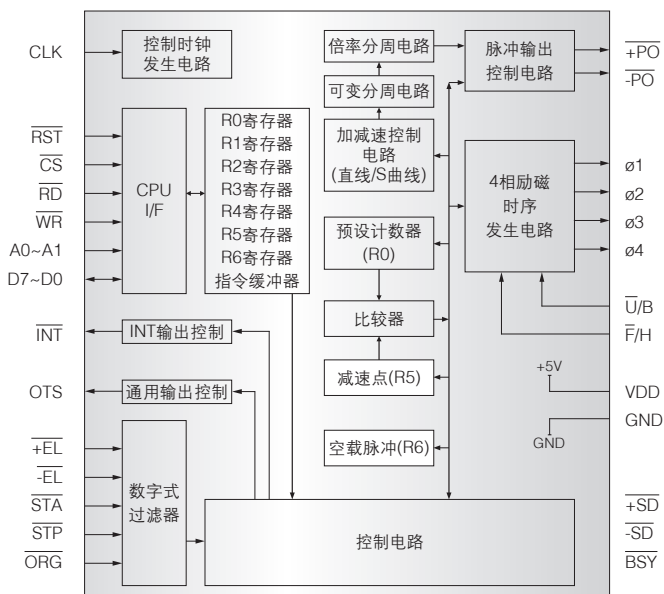 CLK
RST
CS
RD
WR
A0~A1
D7~D0
INT
OTS
+EL
-EL
STA
STP
ORG
控制时钟
发生电路
CPU
I/F
R0寄存器
R1寄存器
R2寄存器
R3寄存器
R4寄存器
R5寄存器
R6寄存器
指令缓冲器
INT输出控制
通用输出控制
数字式
过滤器
倍率分周电路
可变分周电路
加减速控制
电路
(直线/S曲线)
预设计数器
(R0)
比较器
减速点(R5)
空载脉冲(R6)
控制电路
脉冲输出
控制电路
4相励磁
时序
发生电路
+5V
GND
+PO
-PO
ø1
ø2
ø3
ø4
U/B
F/H
VDD
GND
+SD
-SD
BSY